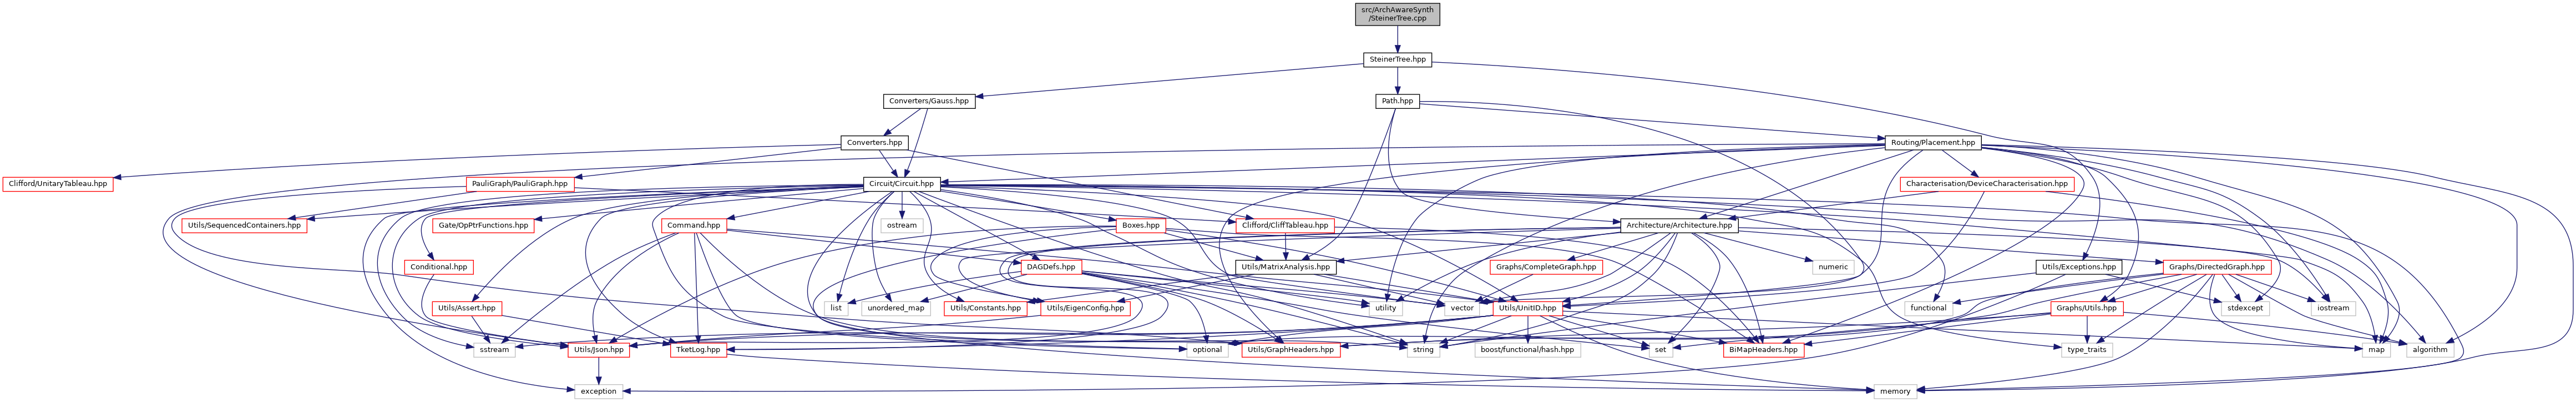 src/ArchAwareSynth
/SteinerTree.cpp
SteinerTree.hpp
Converters/Gauss.hpp
Path.hpp
Converters.hpp
Routing/Placement.hpp
Clifford/UnitaryTableau.hpp
PauliGraph/PauliGraph.hpp
Circuit/Circuit.hpp
Characterisation/DeviceCharacterisation.hpp
Utils/SequencedContainers.hpp
Gate/OpPtrFunctions.hpp
Command.hpp
ostream
Boxes.hpp
Clifford/CliffTableau.hpp
Architecture/Architecture.hpp
Conditional.hpp
DAGDefs.hpp
Utils/MatrixAnalysis.hpp
Graphs/CompleteGraph.hpp
numeric
Utils/Exceptions.hpp
Graphs/DirectedGraph.hpp
Utils/Assert.hpp
list
unordered_map
Utils/Constants.hpp
Utils/EigenConfig.hpp
utility
vector
Utils/UnitID.hpp
functional
Graphs/Utils.hpp
stdexcept
iostream
sstream
Utils/Json.hpp
TketLog.hpp
optional
Utils/GraphHeaders.hpp
string
boost/functional/hash.hpp
set
BiMapHeaders.hpp
type_traits
map
algorithm
exception
memory